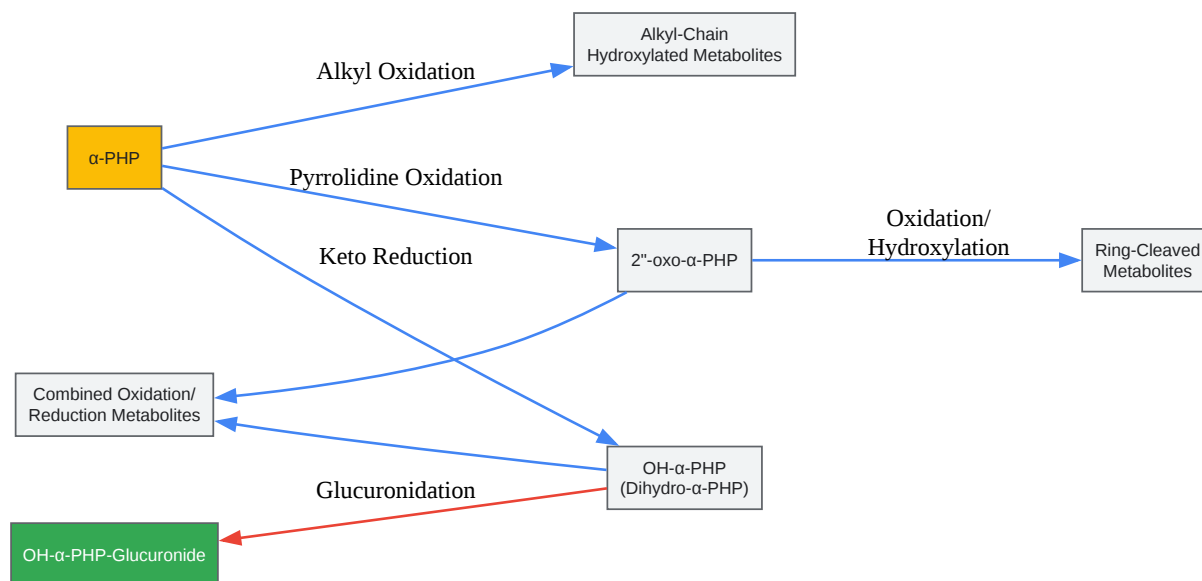 Alkyl-Chain
Hydroxylated Metabolites
Alkyl Oxidation
α-PHP
Pyrrolidine Oxidation
Oxidation/
Hydroxylation
Keto Reduction
2"-oxo-α-PHP
Ring-Cleaved
Metabolites
Combined Oxidation/
Reduction Metabolites
OH-α-PHP
(Dihydro-α-PHP)
Glucuronidation
OH-α-PHP-Glucuronide